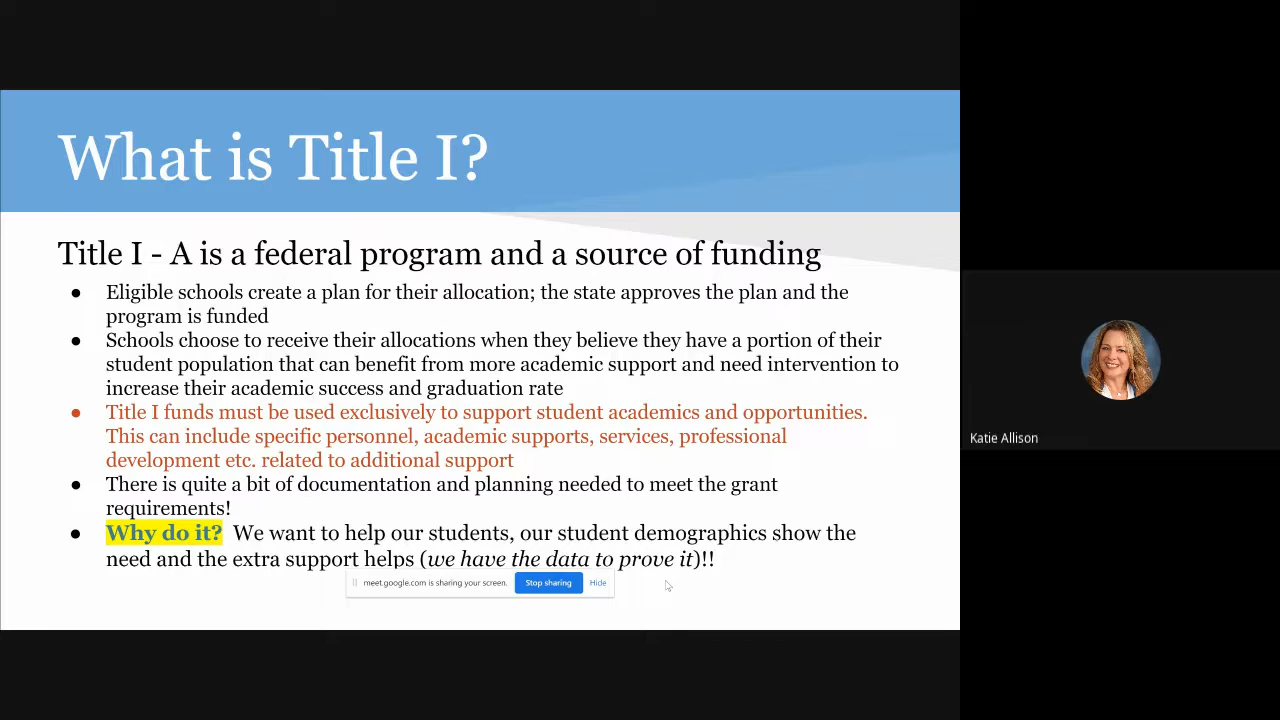 What is Title I?
Title I - A is a federal program and a source of funding
● Eligible schools create a plan for their allocation; the state approves the plan and the
program is funded
● Schools choose to receive their allocations when they believe they have a portion of their
student population that can benefit from more academic support and need intervention to
increase their academic success and graduation rate
● Title I funds must be used exclusively to support student academics and opportunities.
This can include specific personnel, academic supports, services, professional
development etc. related to additional support
● There is quite a bit of documentation and planning needed to meet the grant
requirements!
● Why do it? We want to help our students, our student demographics show the
need and the extra support helps (we have the data to prove it)!!
meet.google.com is sharing your screen. Stop sharing Hide
Katie Allison